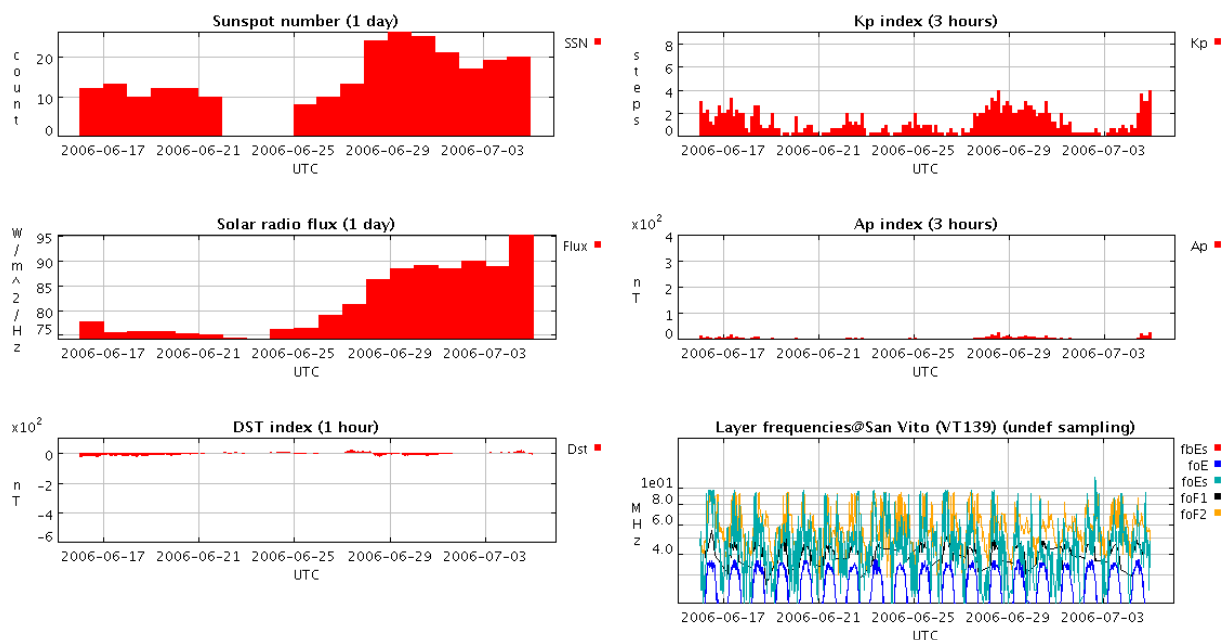 Sunspot number (1 day)
count
20
10
0
SSN
2006-06-17 2006-06-21 2006-06-25 2006-06-29 2006-07-03
UTC
Kp index (3 hours)
steps
8
6
4
2
0
Kp
2006-06-17 2006-06-21 2006-06-25 2006-06-29 2006-07-03
UTC
Solar radio flux (1 day)
W/m^2/Hz
95
90
85
80
75
Flux
2006-06-17 2006-06-21 2006-06-25 2006-06-29 2006-07-03
UTC
Ap index (3 hours)
x10²
nT
4
3
2
1
0
Ap
2006-06-17 2006-06-21 2006-06-25 2006-06-29 2006-07-03
UTC
DST index (1 hour)
x10²
nT
0
-2
-4
-6
Dst
2006-06-17 2006-06-21 2006-06-25 2006-06-29 2006-07-03
UTC
Layer frequencies@San Vito (VT139) (undef sampling)
MHz
1e01
8.0
6.0
4.0
fbEs
foE
foEs
foF1
foF2
2006-06-17 2006-06-21 2006-06-25 2006-06-29 2006-07-03
UTC